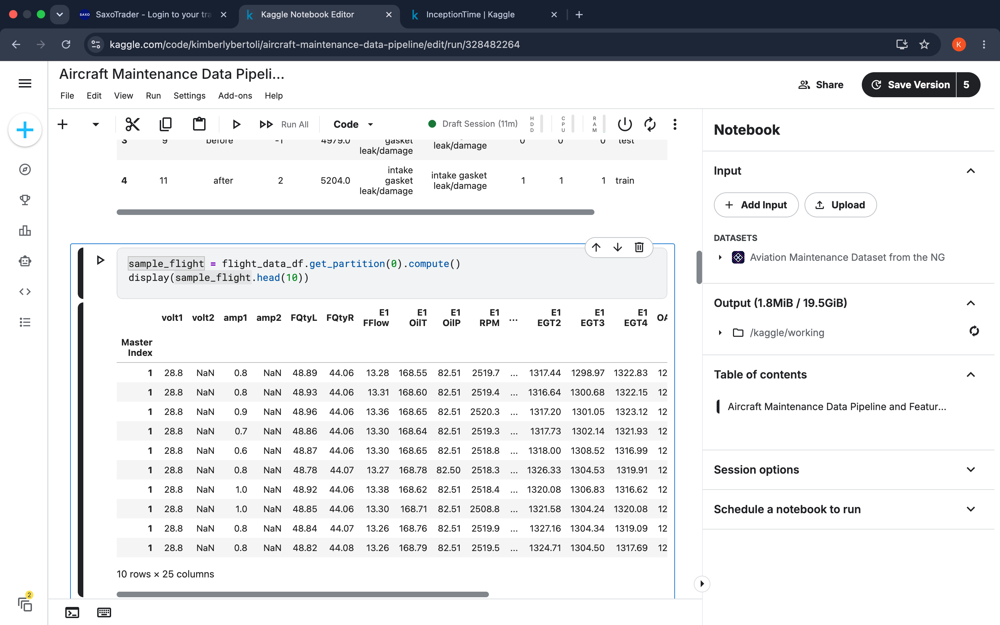 SAXO SaxoTrader - Login to your tra
Kaggle Notebook Editor
InceptionTime | Kaggle
kaggle.com/code/kimberlybertoli/aircraft-maintenance-data-pipeline/edit/run/328482264
K
Aircraft Maintenance Data Pipeli...
File Edit View Run Settings Add-ons Help
Share
Save Version 5
Run All
Code
Draft Session (11m)
HDD
CPU
RAM
3 9 before -1 4979.0 gasket leak/damage leak/damage 0 0 0 test
4 11 after 2 5204.0 intake gasket leak/damage intake gasket leak/damage 1 1 1 train
sample_flight = flight_data_df.get_partition(0).compute()
display(sample_flight.head(10))
volt1 volt2 amp1 amp2 FQtyL FQtyR E1 FFlow E1 OilT E1 OilP E1 RPM ... E1 EGT2 E1 EGT3 E1 EGT4 OA
Master Index
1 28.8 NaN 0.8 NaN 48.89 44.06 13.28 168.55 82.51 2519.7 ... 1317.44 1298.97 1322.83 12
1 28.8 NaN 0.8 NaN 48.93 44.06 13.31 168.60 82.51 2519.4 ... 1316.64 1300.68 1322.15 12
1 28.8 NaN 0.9 NaN 48.96 44.06 13.36 168.65 82.51 2520.3 ... 1317.20 1301.05 1323.12 12
1 28.8 NaN 0.7 NaN 48.86 44.06 13.30 168.64 82.51 2519.3 ... 1317.73 1302.14 1321.93 12
1 28.8 NaN 0.6 NaN 48.87 44.06 13.30 168.65 82.51 2518.8 ... 1318.00 1308.52 1316.99 12
1 28.8 NaN 0.8 NaN 48.78 44.07 13.27 168.78 82.50 2518.3 ... 1326.33 1304.53 1319.91 12
1 28.8 NaN 1.0 NaN 48.92 44.06 13.38 168.62 82.51 2518.4 ... 1320.08 1306.83 1316.62 12
1 28.8 NaN 1.0 NaN 48.85 44.06 13.30 168.71 82.51 2508.8 ... 1321.58 1304.24 1320.08 12
1 28.8 NaN 0.8 NaN 48.84 44.07 13.26 168.76 82.51 2519.9 ... 1327.16 1304.34 1319.09 12
1 28.8 NaN 0.8 NaN 48.82 44.08 13.26 168.79 82.51 2519.5 ... 1324.71 1304.50 1317.69 12
10 rows × 25 columns
2
Notebook
Input
Add Input
Upload
DATASETS
Aviation Maintenance Dataset from the NG
Output (1.8MiB / 19.5GiB)
/kaggle/working
Table of contents
Aircraft Maintenance Data Pipeline and Featur...
Session options
Schedule a notebook to run